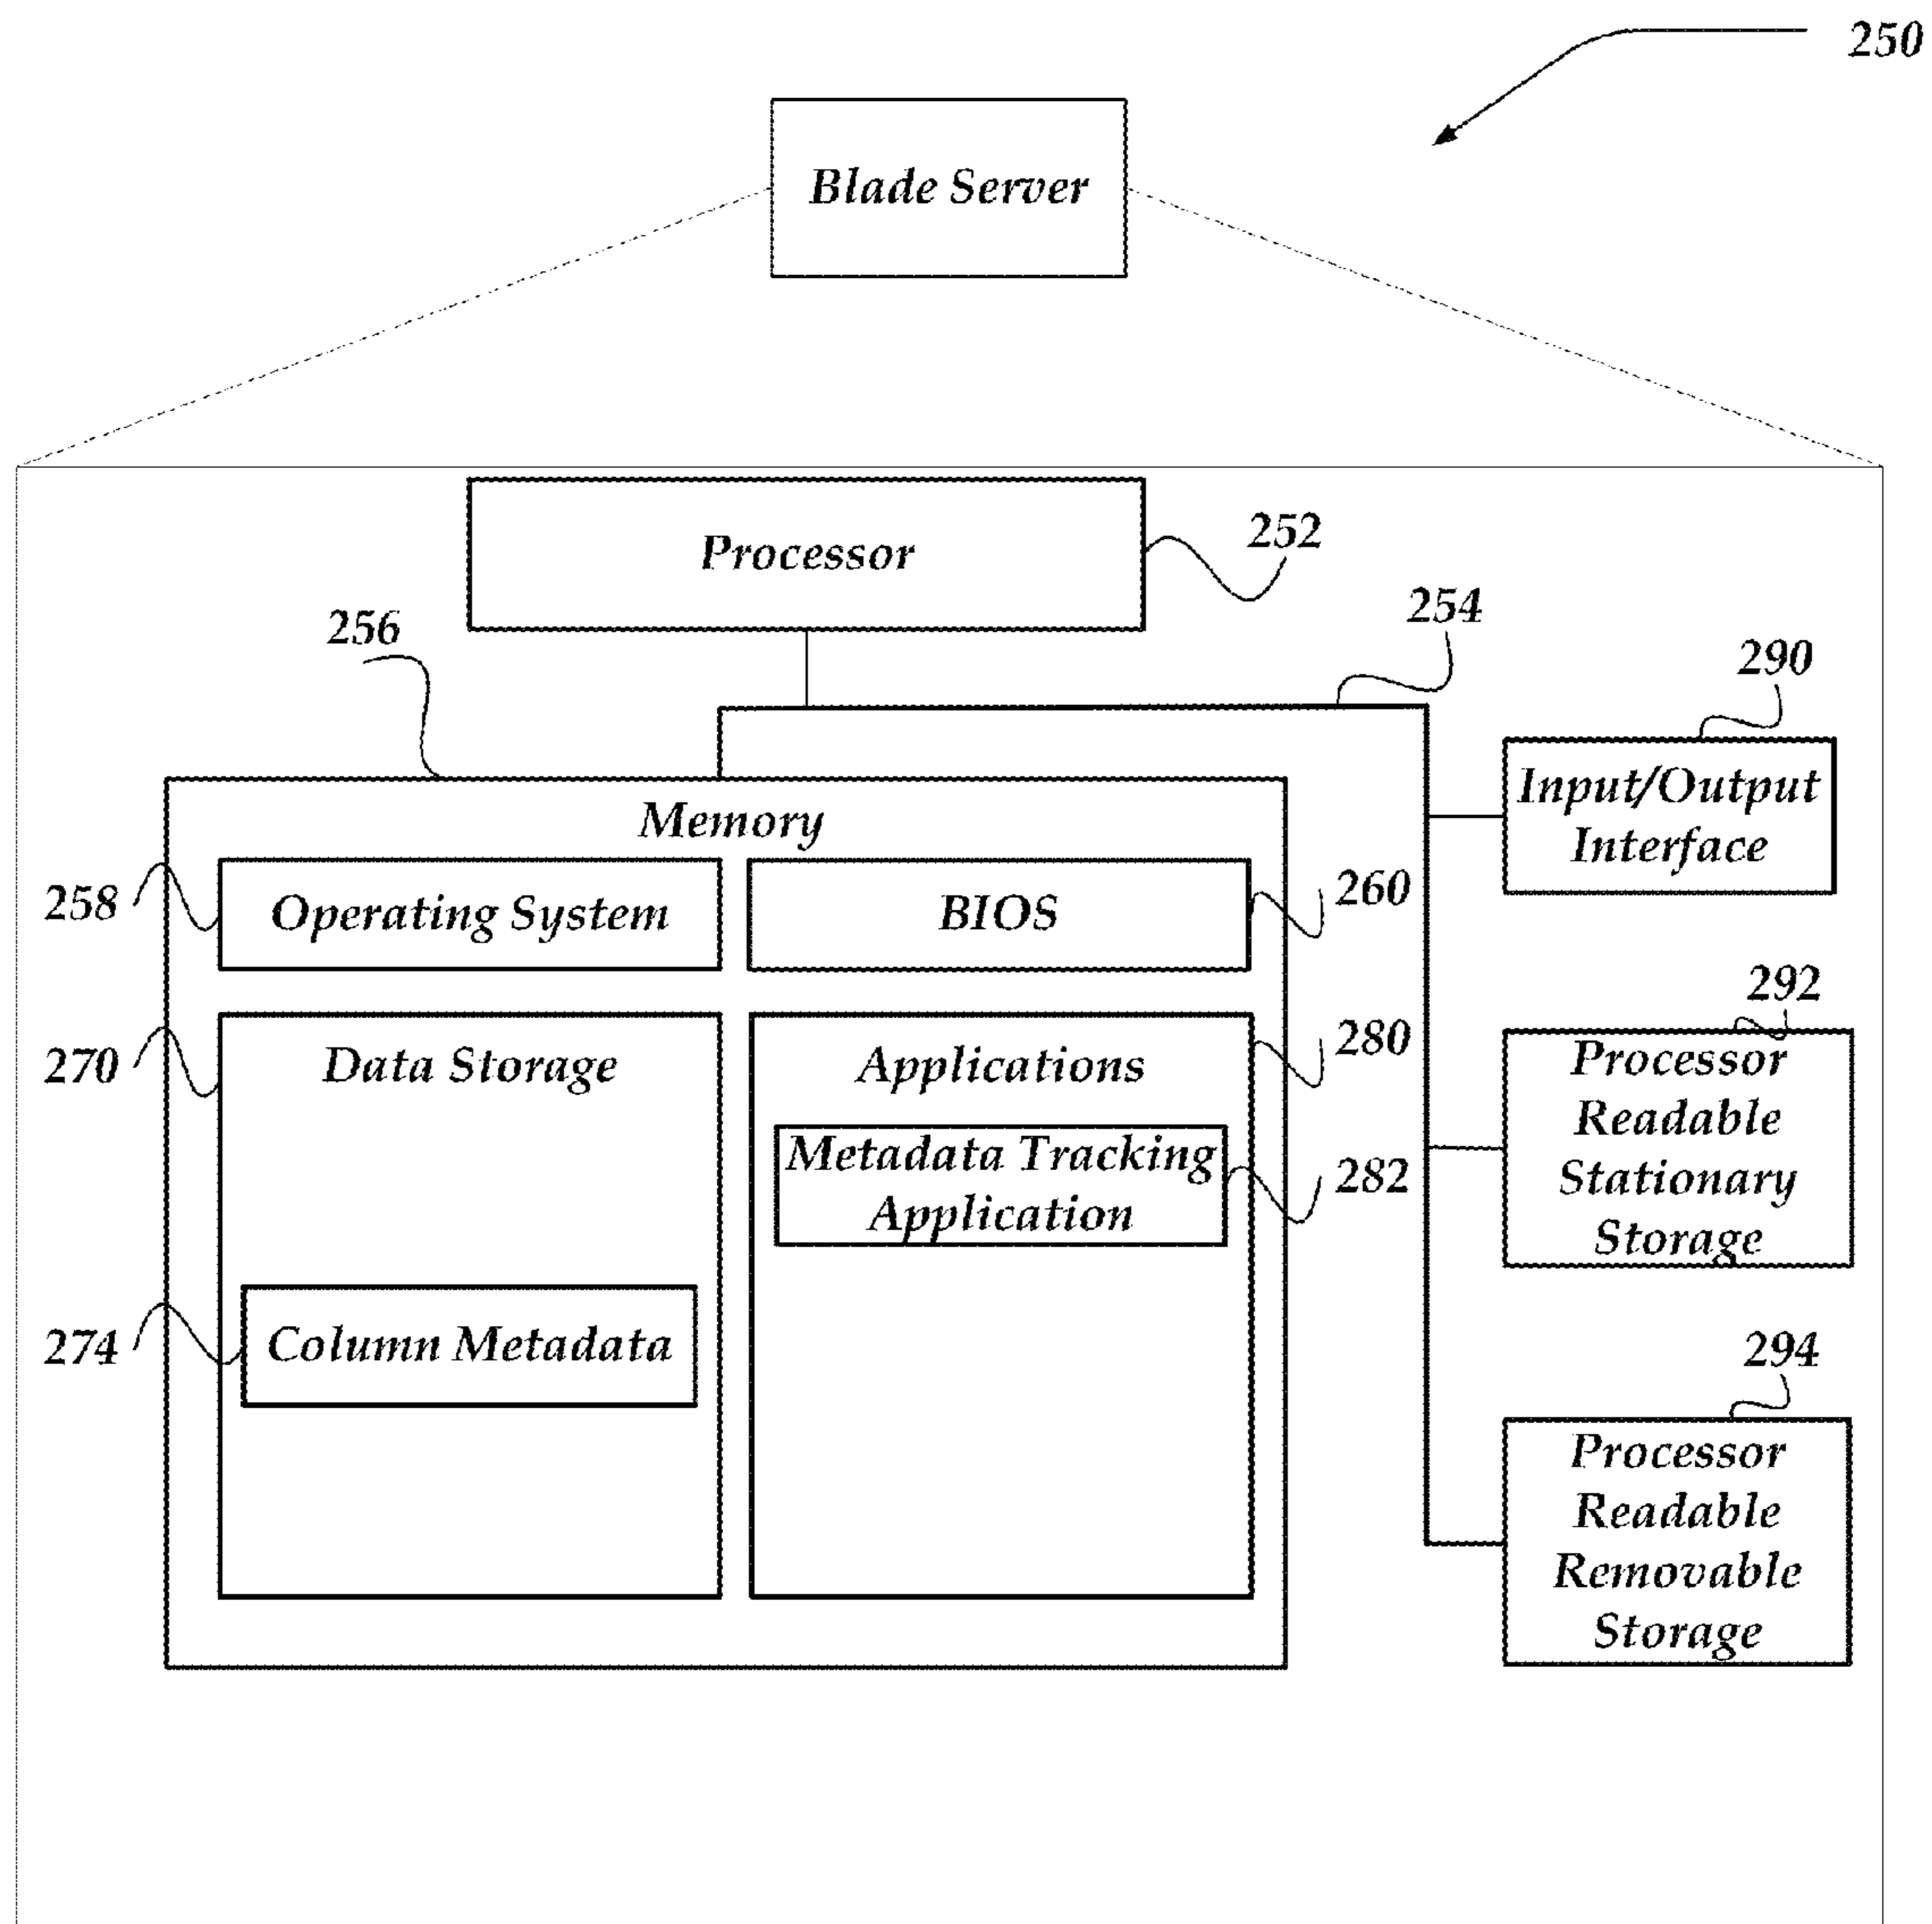 250
Blade Server
Processor
252
254
256
290
Input/Output
Interface
Memory
258
Operating System
BIOS
260
292
Processor
Readable
Stationary
Storage
270
Data Storage
Applications
280
Metadata Tracking
Application
282
274
Column Metadata
294
Processor
Readable
Removable
Storage